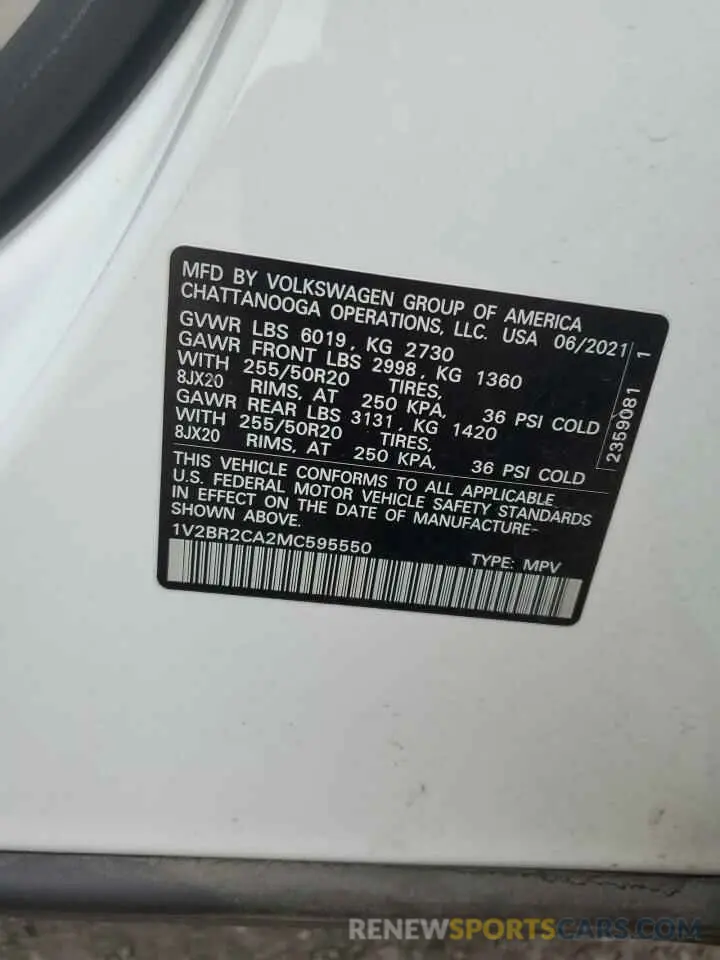 MFD BY VOLKSWAGEN GROUP OF AMERICA
CHATTANOOGA OPERATIONS, LLC. USA 06/2021
GVWR LBS 6019, KG 2730
GAWR FRONT LBS 2998, KG 1360
WITH 255/50R20 TIRES,
8JX20 RIMS, AT 250 KPA, 36 PSI COLD
GAWR REAR LBS 3131, KG 1420
WITH 255/50R20 TIRES,
8JX20 RIMS, AT 250 KPA, 36 PSI COLD
2359081 1
THIS VEHICLE CONFORMS TO ALL APPLICABLE
U.S. FEDERAL MOTOR VEHICLE SAFETY STANDARDS
IN EFFECT ON THE DATE OF MANUFACTURE-
SHOWN ABOVE.
1V2BR2CA2MC595550 TYPE: MPV
RENEWSPORTSCARS.COM